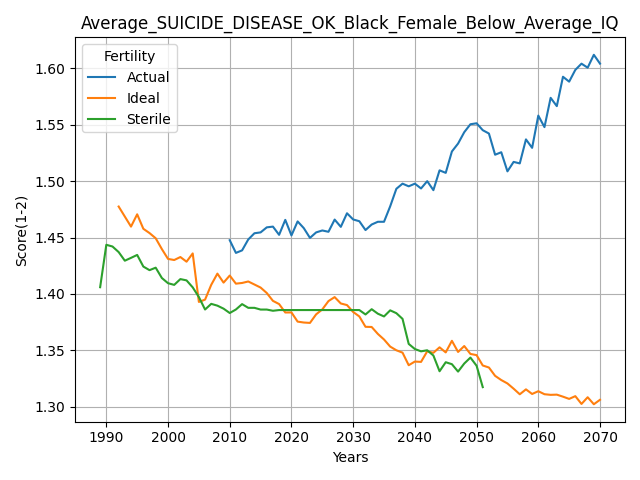 Average_SUICIDE_DISEASE_OK_Black_Female_Below_Average_IQ
Fertility
Actual
Ideal
Sterile
Score(1-2)
1.60
1.55
1.50
1.45
1.40
1.35
1.30
1990 2000 2010 2020 2030 2040 2050 2060 2070
Years